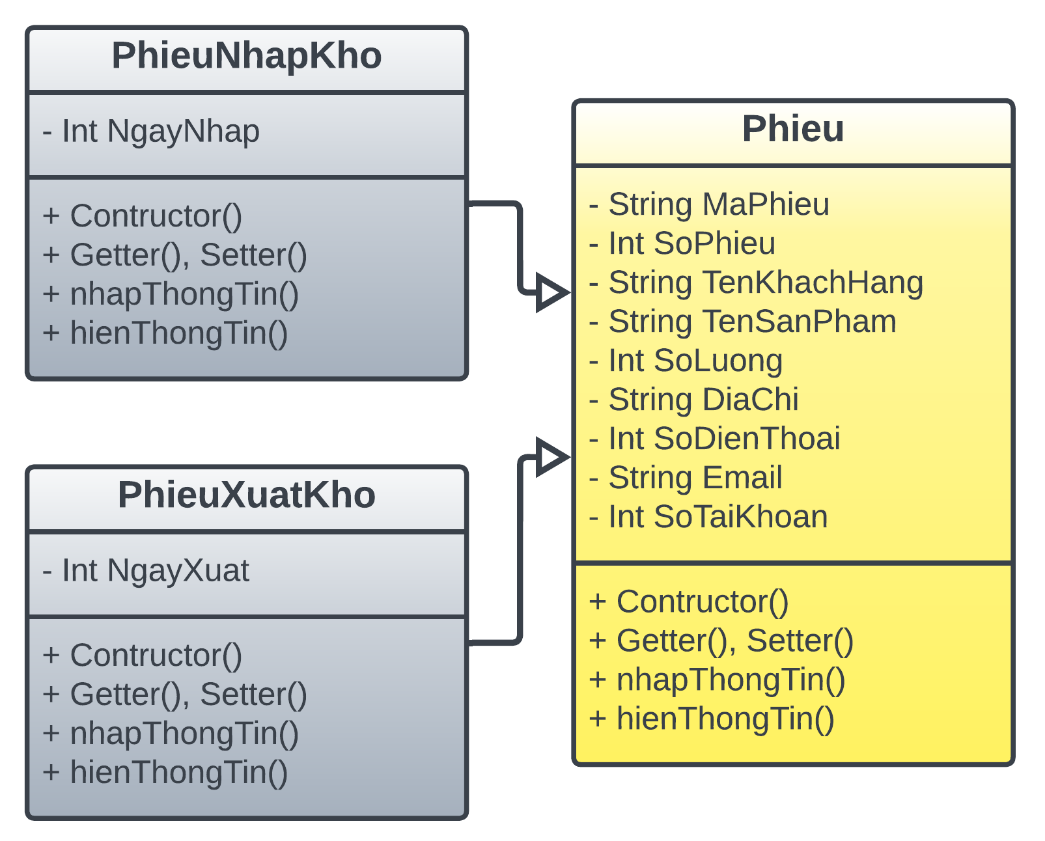 PhieuNhapKho
- Int NgayNhap
+ Contructor()
+ Getter(), Setter()
+ nhapThongTin()
+ hienThongTin()
PhieuXuatKho
- Int NgayXuat
+ Contructor()
+ Getter(), Setter()
+ nhapThongTin()
+ hienThongTin()
Phieu
- String MaPhieu
- Int SoPhieu
- String TenKhachHang
- String TenSanPham
- Int SoLuong
- String DiaChi
- Int SoDienThoai
- String Email
- Int SoTaiKhoan
+ Contructor()
+ Getter(), Setter()
+ nhapThongTin()
+ hienThongTin()